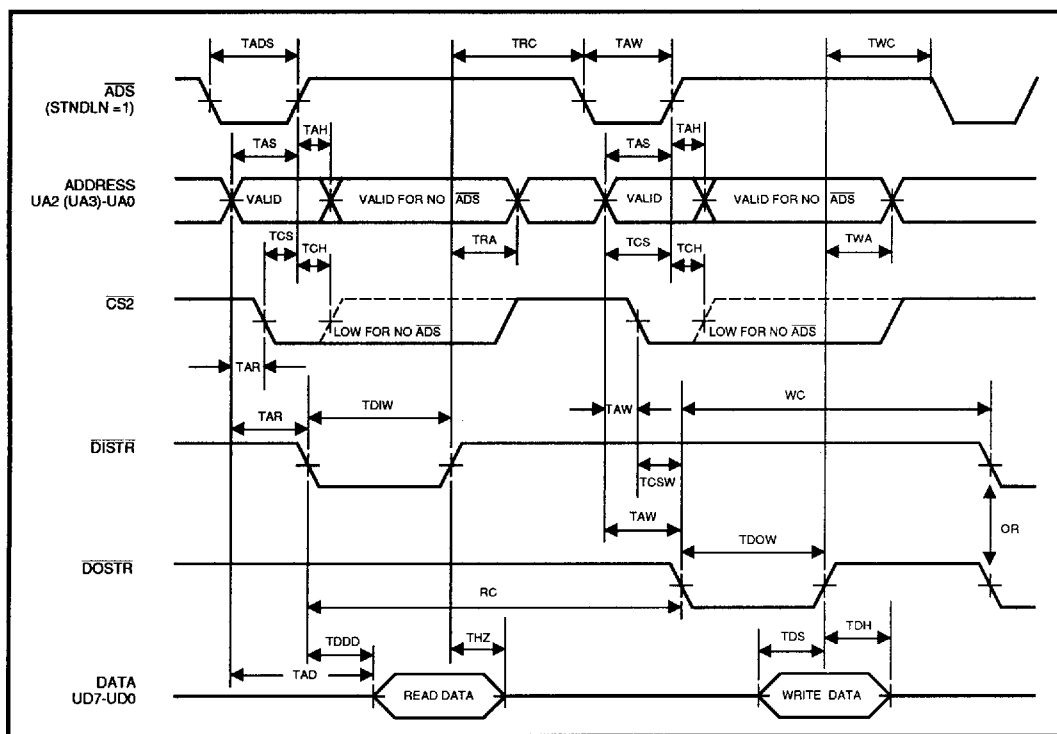 TADS TRC TAW TWC
ADS
(STNDLN =1)
TAS TAH TAS TAH
ADDRESS
UA2 (UA3)-UA0
VALID VALID FOR NO ADS VALID VALID FOR NO ADS
TCS TCH TRA TCS TCH TWA
CS2
LOW FOR NO ADS LOW FOR NO ADS
TAR
TAR TDIW TAW WC
DISTR
TCSW
TAW
TDOW OR
DOSTR
RC
TDDD THZ TDS TDH
TAD
DATA
UD7-UD0
READ DATA WRITE DATA